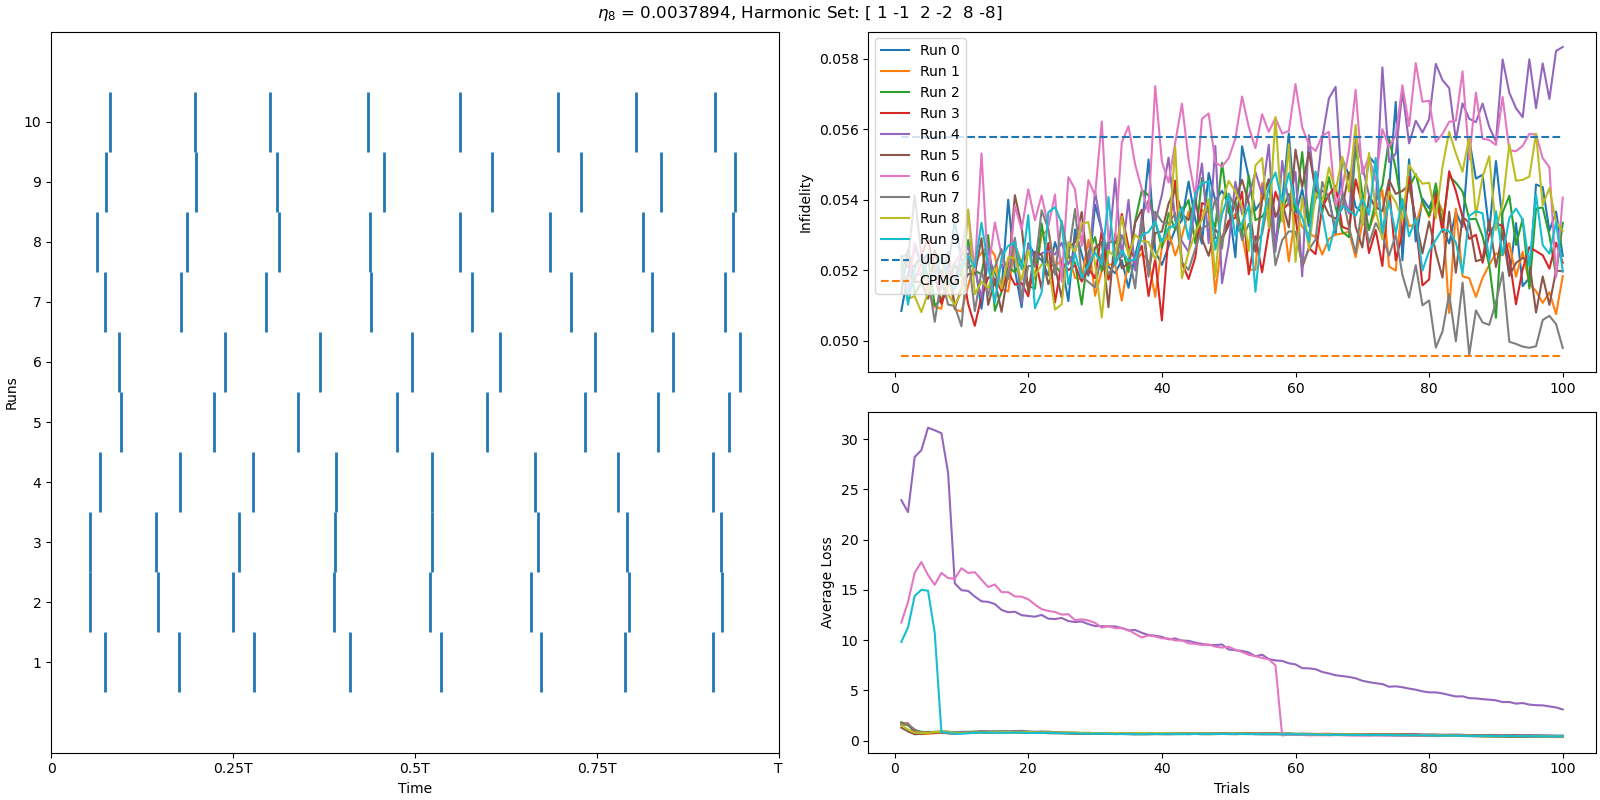 η8 = 0.0037894, Harmonic Set: [ 1 -1  2 -2  8 -8]
10
9
8
7
6
5
4
3
2
1
Runs
0
0.25T
0.5T
0.75T
T
Time
0.058
0.056
0.054
0.052
0.050
Infidelity
Run 0
Run 1
Run 2
Run 3
Run 4
Run 5
Run 6
Run 7
Run 8
Run 9
UDD
CPMG
0
20
40
60
80
100
30
25
20
15
10
5
0
Average Loss
0
20
40
60
80
100
Trials